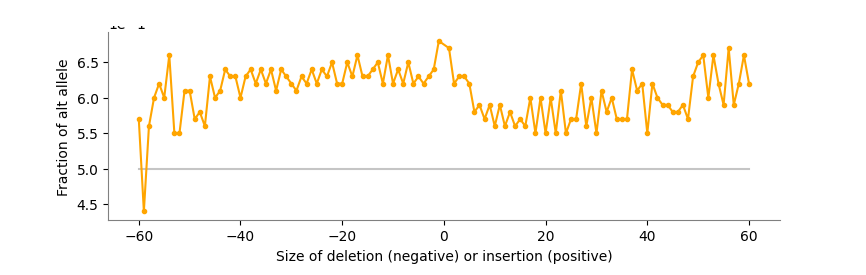 6.5
6.0
5.5
5.0
4.5
Fraction of alt allele
−60 −40 −20 0 20 40 60
Size of deletion (negative) or insertion (positive)